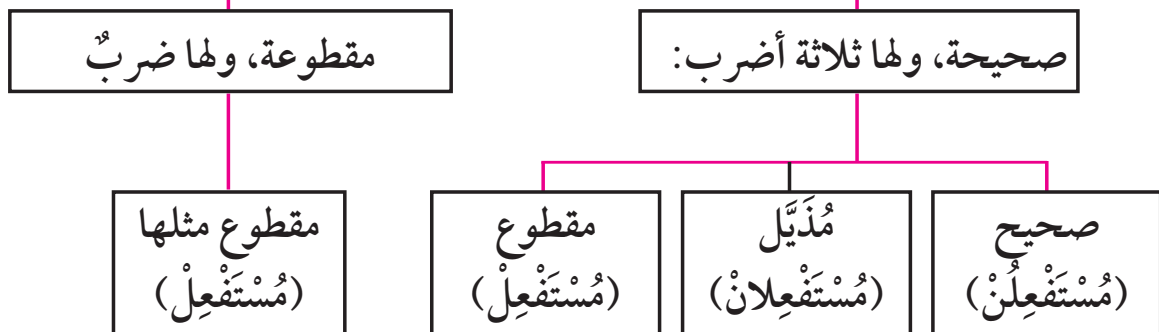 صحيحة، ولها ثلاثة أضرب:
مقطوعة، ولها ضربٌ
صحيح
(مُسْتَفْعِلُنْ)
مُذَيَّل
(مُسْتَفْعِلانْ)
مقطوع
(مُسْتَفْعِلْ)
مقطوع مثلها
(مُسْتَفْعِلْ)